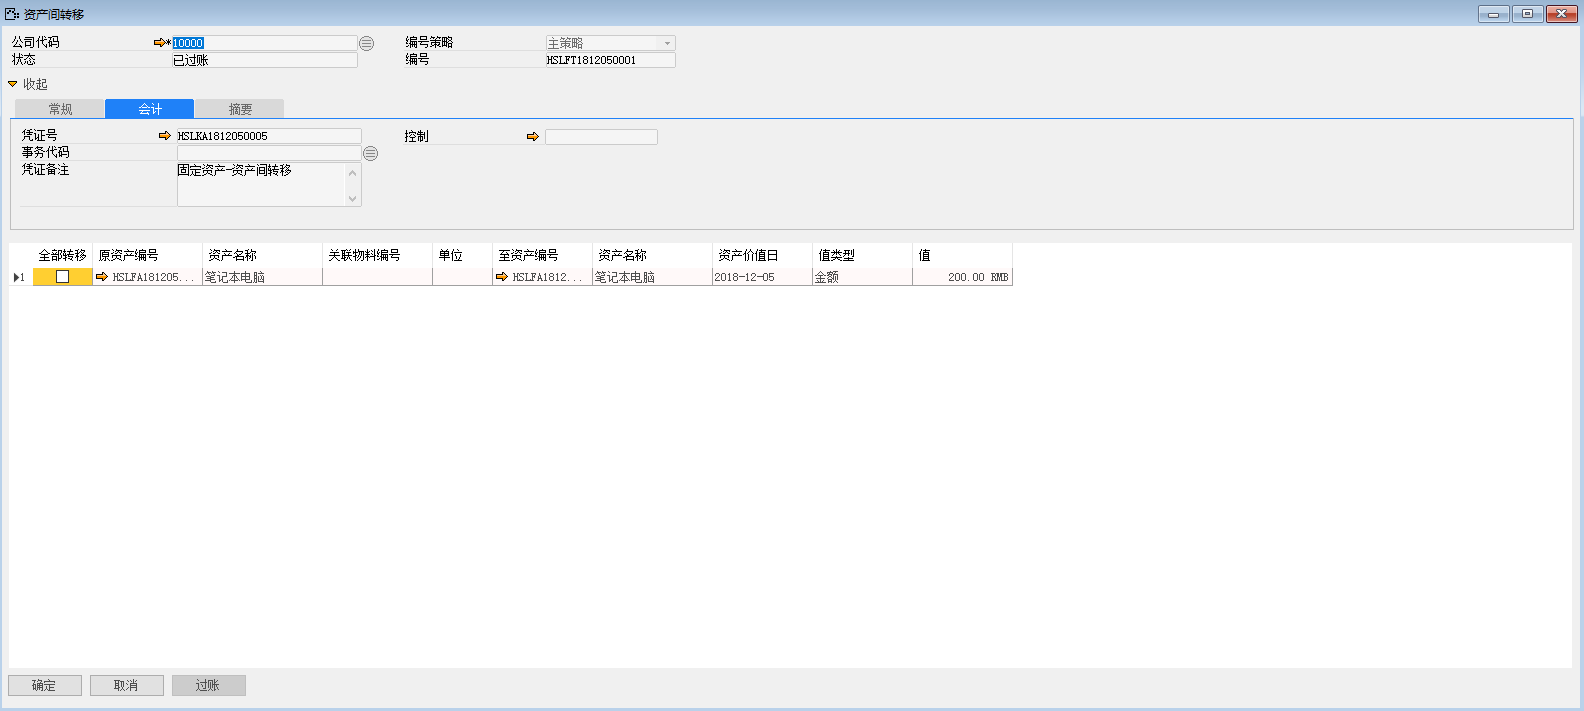 资产间转移
公司代码 *10000 编号策略 主策略
状态 已过账 编号 HSLFT1812050001
收起
常规 会计 摘要
凭证号 HSLKA1812050005 控制
事务代码
凭证备注 固定资产-资产间转移
全部转移 原资产编号 资产名称 关联物料编号 单位 至资产编号 资产名称 资产价值日 值类型 值
1 HSLFA181205... 笔记本电脑 HSLFA1812... 笔记本电脑 2018-12-05 金额 200.00 RMB
确定 取消 过账